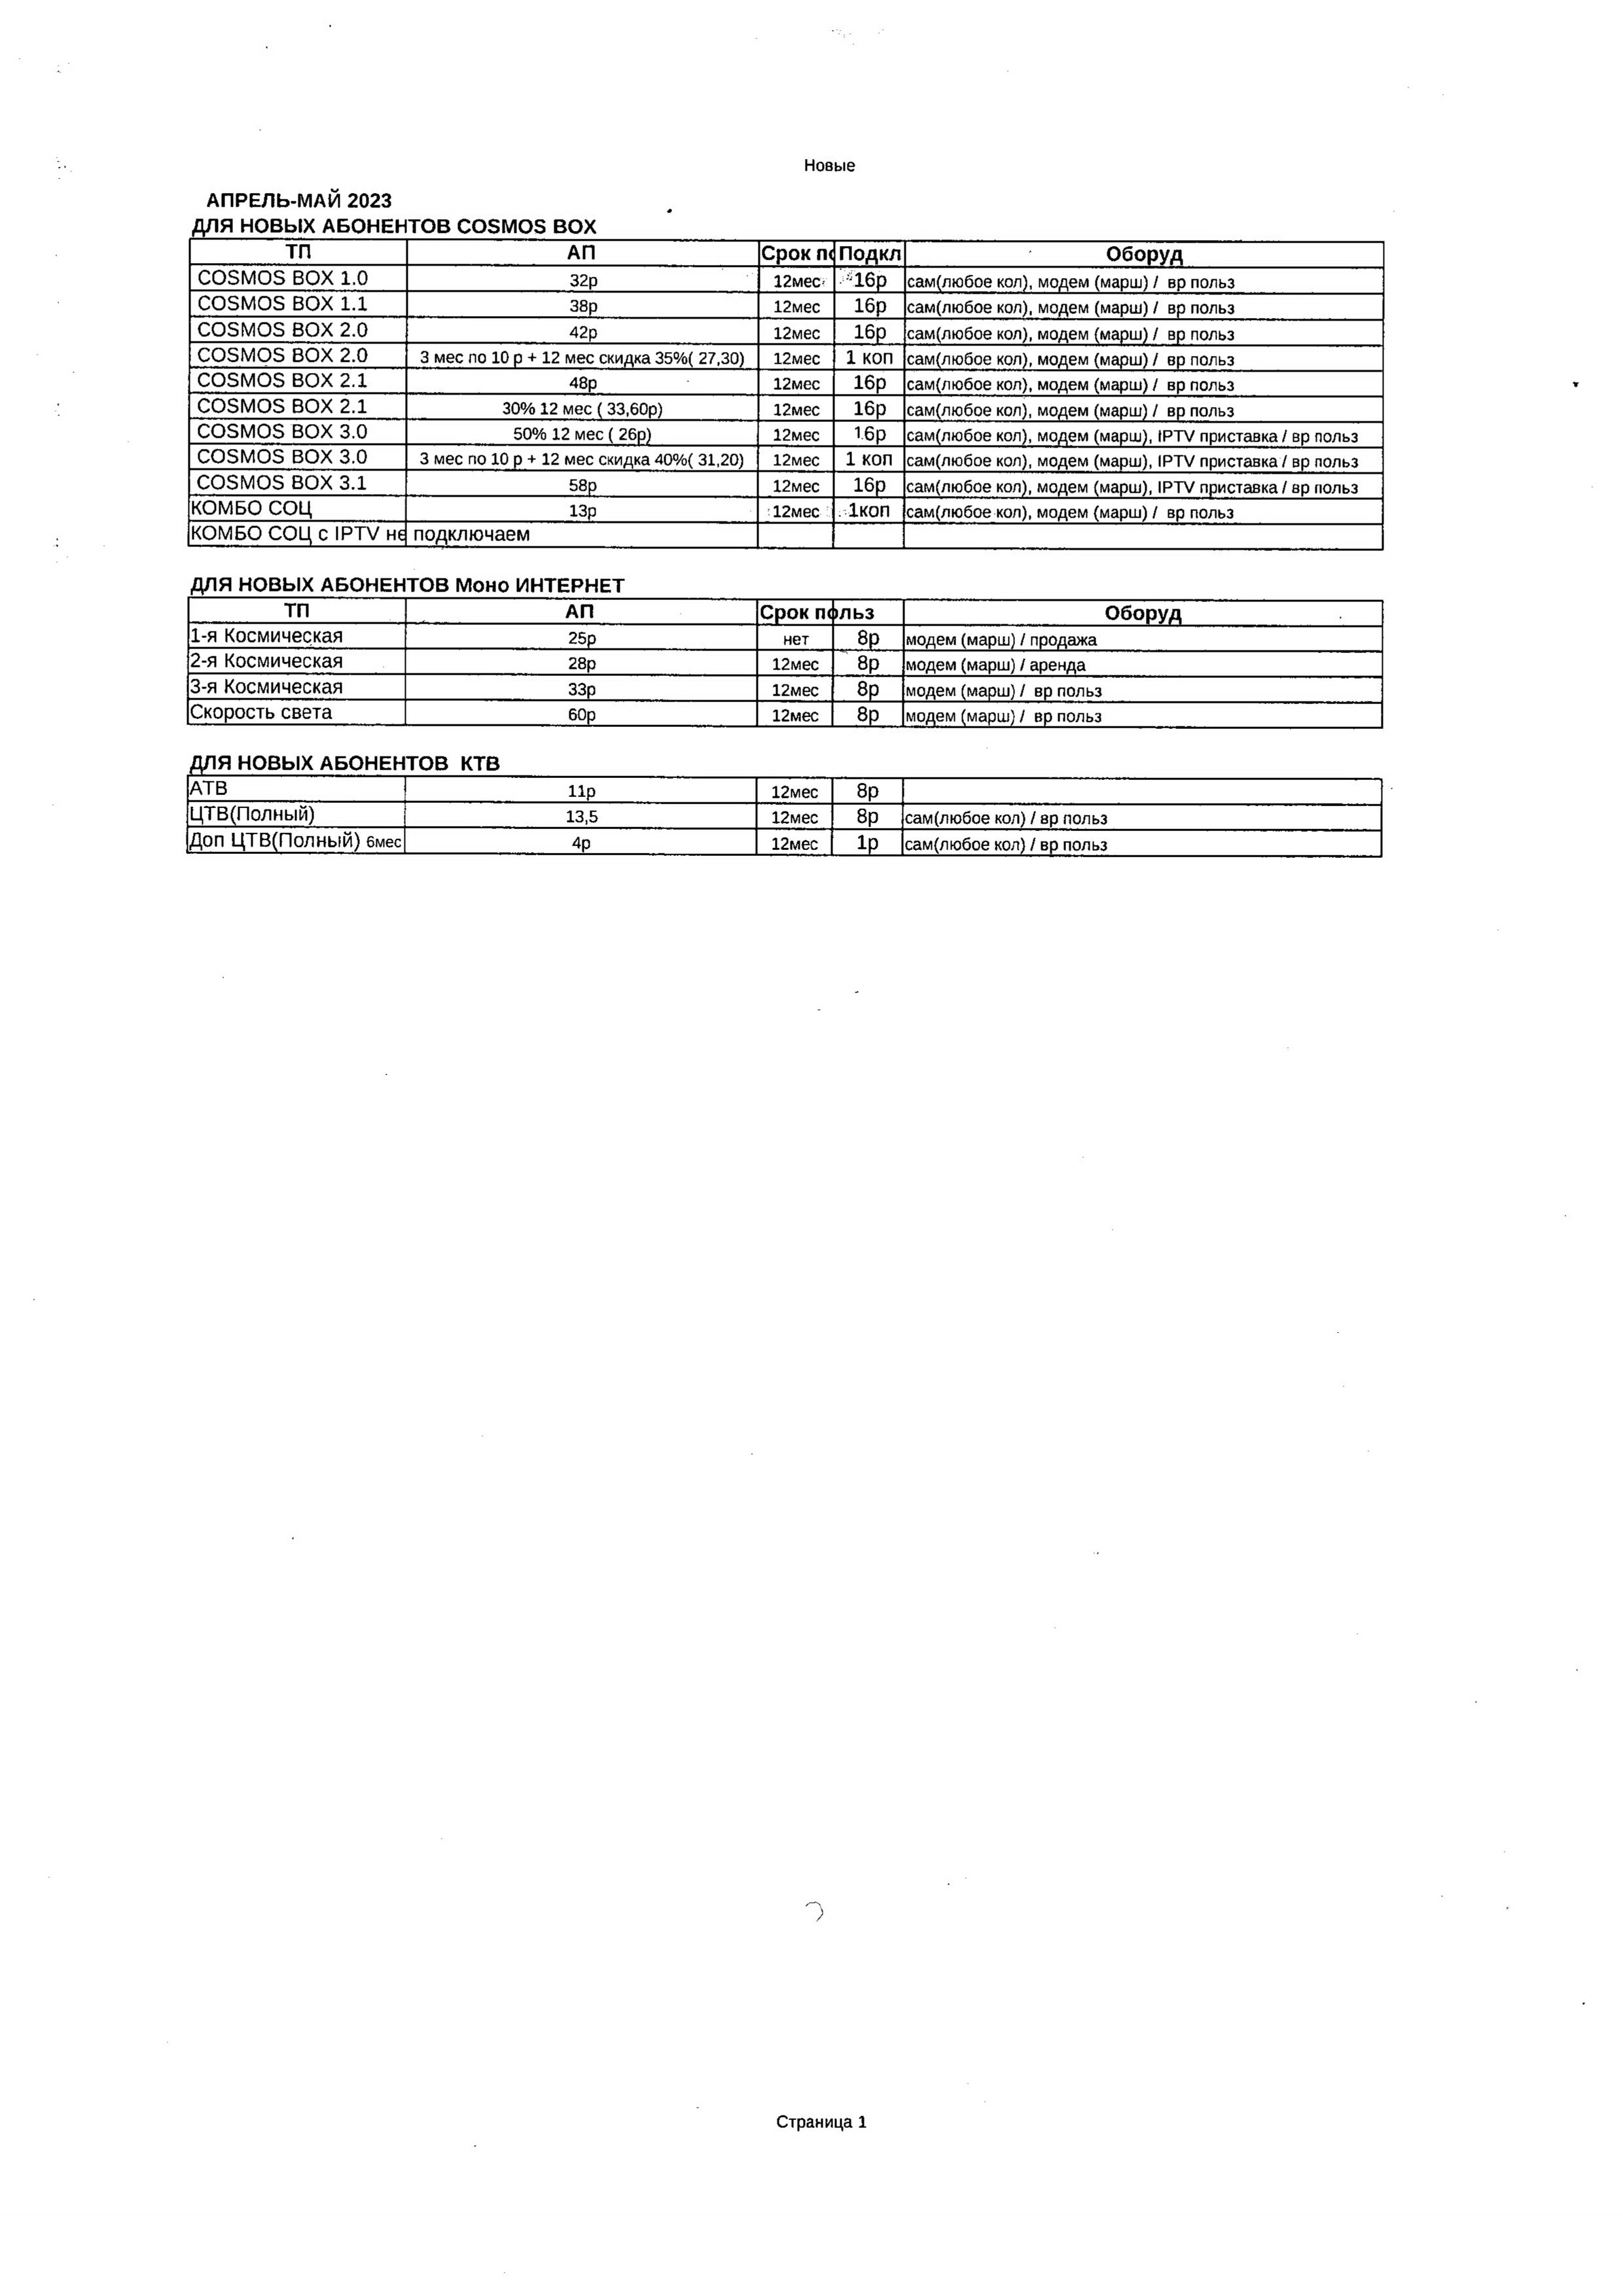 Новые
АПРЕЛЬ-МАЙ 2023
ДЛЯ НОВЫХ АБОНЕНТОВ COSMOS BOX
ТП АП Срок по Подкл Оборуд
COSMOS BOX 1.0 32р 12мес 16р сам(любое кол), модем (марш) / вр польз
COSMOS BOX 1.1 38р 12мес 16р сам(любое кол), модем (марш) / вр польз
COSMOS BOX 2.0 42р 12мес 16р сам(любое кол), модем (марш) / вр польз
COSMOS BOX 2.0 3 мес по 10 р + 12 мес скидка 35%( 27,30) 12мес 1 коп сам(любое кол), модем (марш) / вр польз
COSMOS BOX 2.1 48р 12мес 16р сам(любое кол), модем (марш) / вр польз
COSMOS BOX 2.1 30% 12 мес ( 33,60р) 12мес 16р сам(любое кол), модем (марш) / вр польз
COSMOS BOX 3.0 50% 12 мес ( 26р) 12мес 16р сам(любое кол), модем (марш), IPTV приставка / вр польз
COSMOS BOX 3.0 3 мес по 10 р + 12 мес скидка 40%( 31,20) 12мес 1 коп сам(любое кол), модем (марш), IPTV приставка / вр польз
COSMOS BOX 3.1 58р 12мес 16р сам(любое кол), модем (марш), IPTV приставка / вр польз
КОМБО СОЦ 13р 12мес 1коп сам(любое кол), модем (марш) / вр польз
КОМБО СОЦ с IPTV не подключаем
ДЛЯ НОВЫХ АБОНЕНТОВ Моно ИНТЕРНЕТ
ТП АП Срок польз Оборуд
1-я Космическая 25р нет 8р модем (марш) / продажа
2-я Космическая 28р 12мес 8р модем (марш) / аренда
3-я Космическая 33р 12мес 8р модем (марш) / вр польз
Скорость света 60р 12мес 8р модем (марш) / вр польз
ДЛЯ НОВЫХ АБОНЕНТОВ КТВ
АТВ 11р 12мес 8р
ЦТВ(Полный) 13,5 12мес 8р сам(любое кол) / вр польз
Доп ЦТВ(Полный) 6мес 4р 12мес 1р сам(любое кол) / вр польз
Страница 1